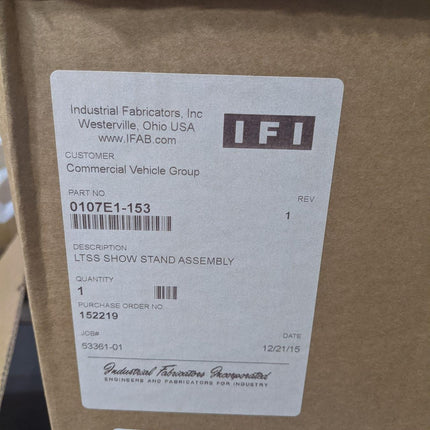 Industrial Fabricators, Inc
Westerville, Ohio USA
www.IFAB.com
IFI
CUSTOMER
Commercial Vehicle Group
PART NO.
0107E1-153
REV
1
DESCRIPTION
LTSS SHOW STAND ASSEMBLY
QUANTITY
1
PURCHASE ORDER NO
152219
JOB# DATE
53361-01 12/21/15
Industrial Fabricators Incorporated
ENGINEERS AND FABRICATORS FOR INDUSTRY